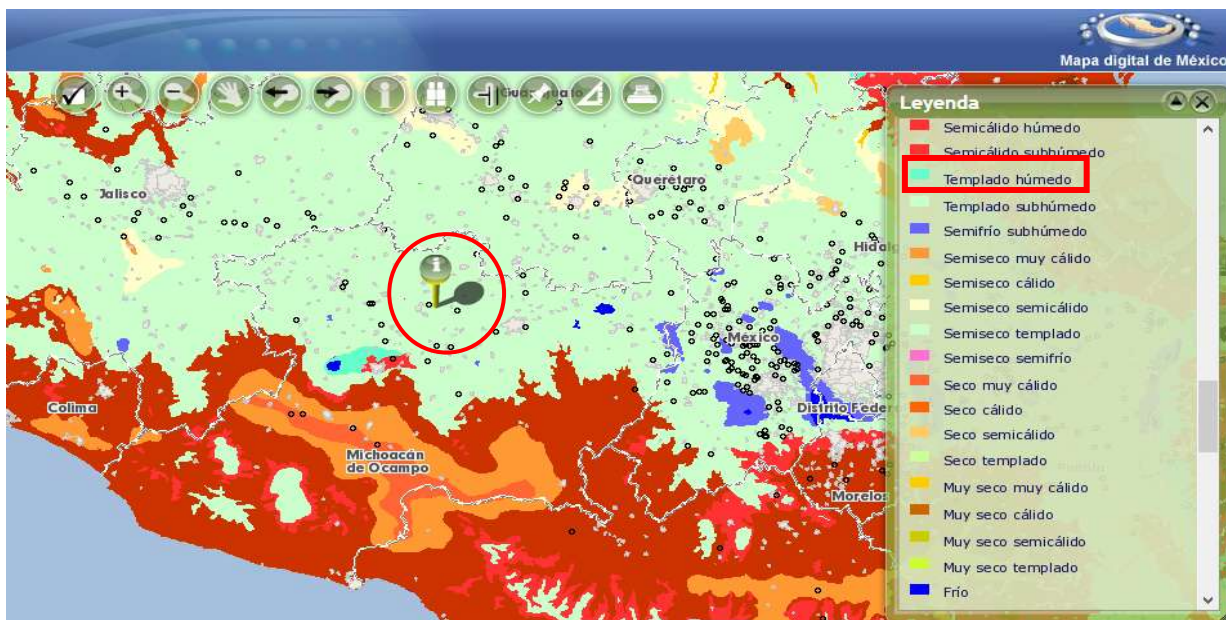 Mapa digital de México
Leyenda
Semicálido húmedo
Semicálido subhúmedo
Templado húmedo
Templado subhúmedo
Semifrío subhúmedo
Semiseco muy cálido
Semiseco cálido
Semiseco semicálido
Semiseco templado
Semiseco semifrío
Seco muy cálido
Seco cálido
Seco semicálido
Seco templado
Muy seco muy cálido
Muy seco cálido
Muy seco semicálido
Muy seco templado
Frío
Jalisco
Querétaro
México
Colima
Michoacán
de Ocampo
Morelos